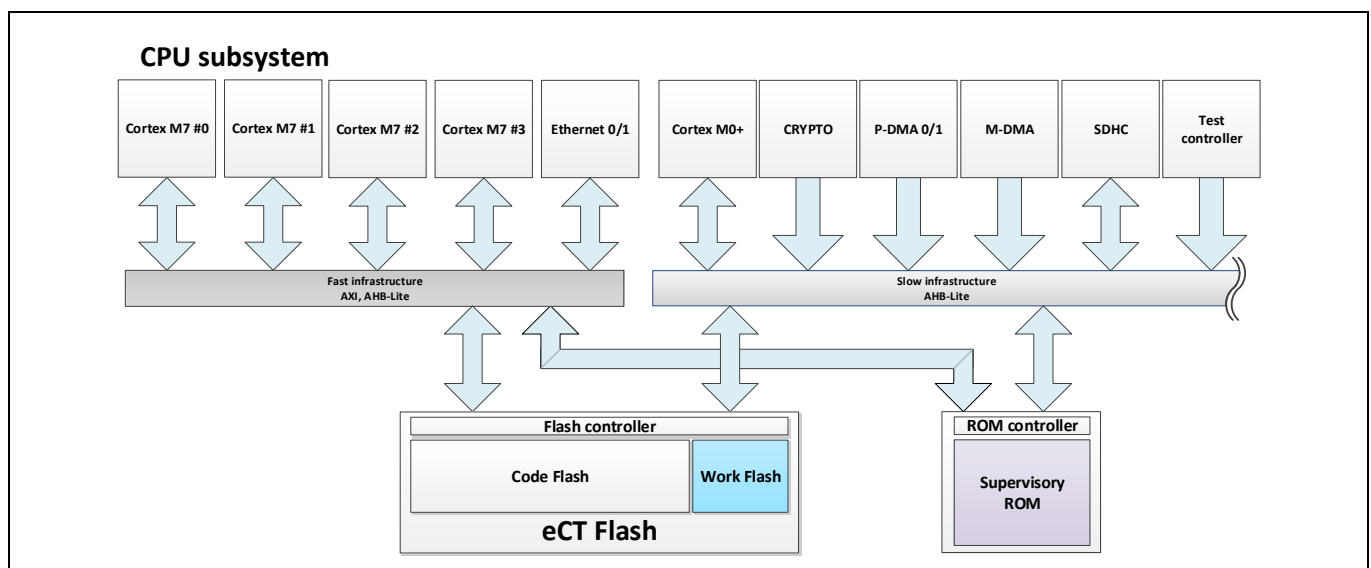 CPU subsystem
Cortex M7 #0
Cortex M7 #1
Cortex M7 #2
Cortex M7 #3
Ethernet 0/1
Cortex M0+
CRYPTO
P-DMA 0/1
M-DMA
SDHC
Test
controller
Fast infrastructure
AXI, AHB-Lite
Slow infrastructure
AHB-Lite
Flash controller
Code Flash
Work Flash
eCT Flash
ROM controller
Supervisory
ROM